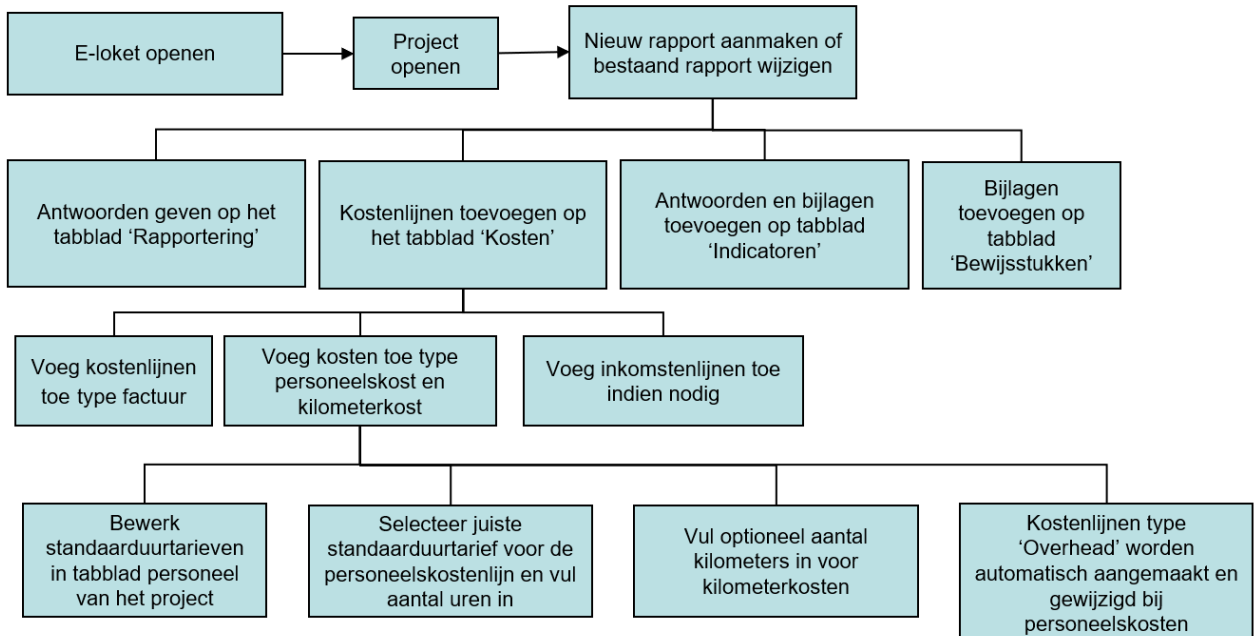 E-loket openen
Project
openen
Nieuw rapport aanmaken of
bestaand rapport wijzigen
Antwoorden geven op het
tabblad ‘Rapportering’
Kostenlijnen toevoegen op
het tabblad ‘Kosten’
Antwoorden en bijlagen
toevoegen op tabblad
‘Indicatoren’
Bijlagen
toevoegen op
tabblad
‘Bewijsstukken’
Voeg kostenlijnen
toe type factuur
Voeg kosten toe type
personeelskost en
kilometerkost
Voeg inkomstenlijnen toe
indien nodig
Bewerk
standaarduurtarieven
in tabblad personeel
van het project
Selecteer juiste
standaarduurtarief voor de
personeelskostenlijn en vul
aantal uren in
Vul optioneel aantal
kilometers in voor
kilometerkosten
Kostenlijnen type
‘Overhead’ worden
automatisch aangemaakt en
gewijzigd bij
personeelskosten